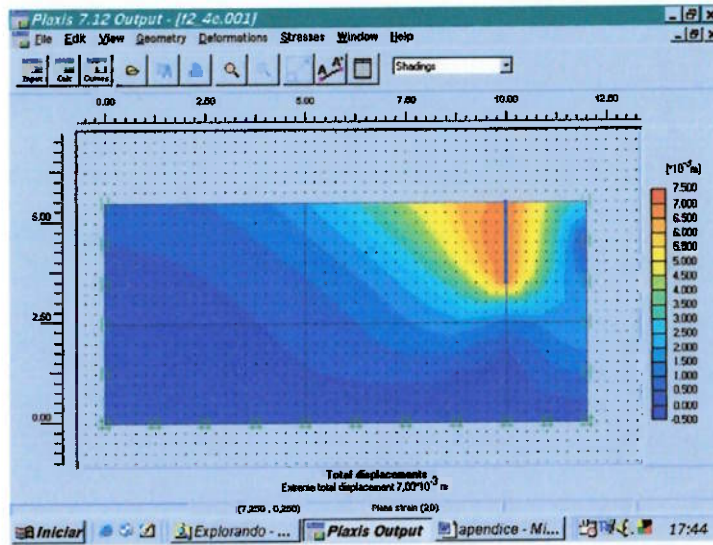 Plaxis 7.12 Output - [f2_4c.001]
File Edit View Geometry Deformations Stresses Window Help
Input Calc Curves Shadings
0.00 2.50 5.00 7.50 10.00 12.50
[*10⁻³m]
7.500
7.000
6.500
6.000
5.500
5.000
4.500
4.000
3.500
3.000
2.500
2.000
1.500
1.000
0.500
0.000
-0.500
5.00
2.50
0.00
Total displacements
Extreme total displacement 7,00*10⁻³ m
(7,250 , 0,250) Plane strain (2D)
Iniciar Explorando - ... Plaxis Output apendice - Mi... 17:44